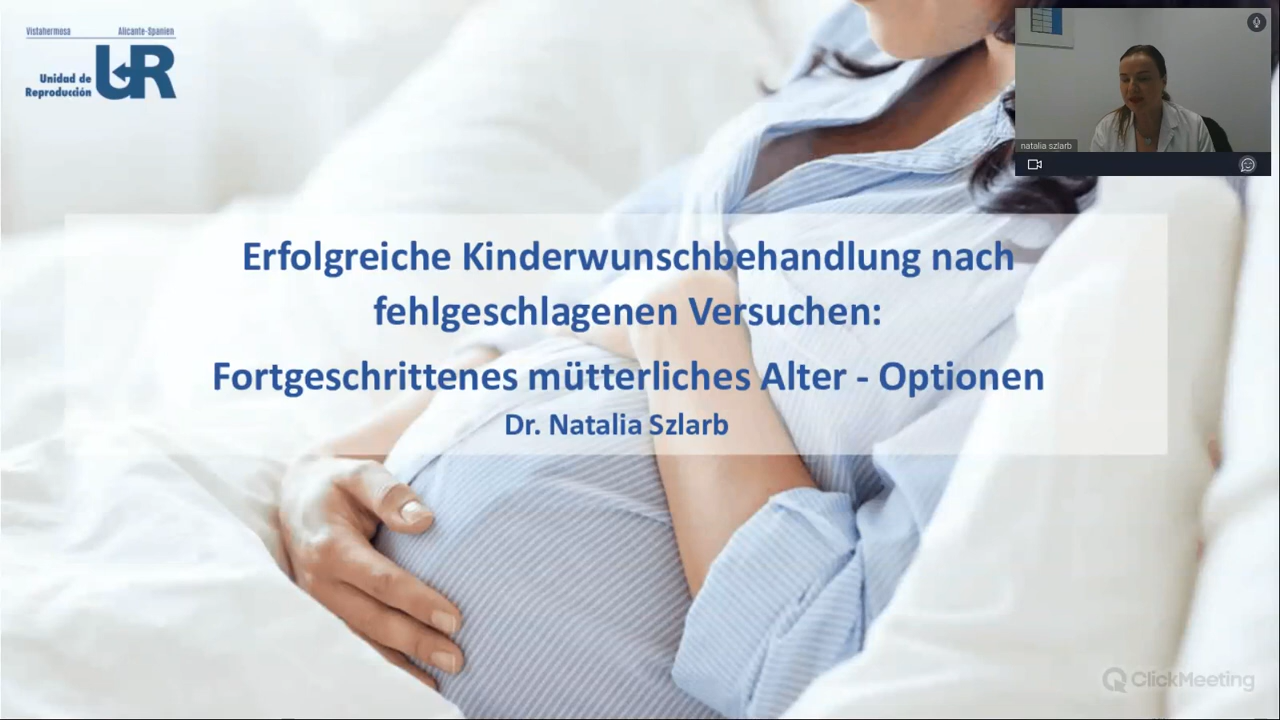 Vistahermosa Alicante-Spanien
Unidad de
Reproducción
UR
natalia szlarb
Erfolgreiche Kinderwunschbehandlung nach
fehlgeschlagenen Versuchen:
Fortgeschrittenes mütterliches Alter - Optionen
Dr. Natalia Szlarb
ClickMeeting